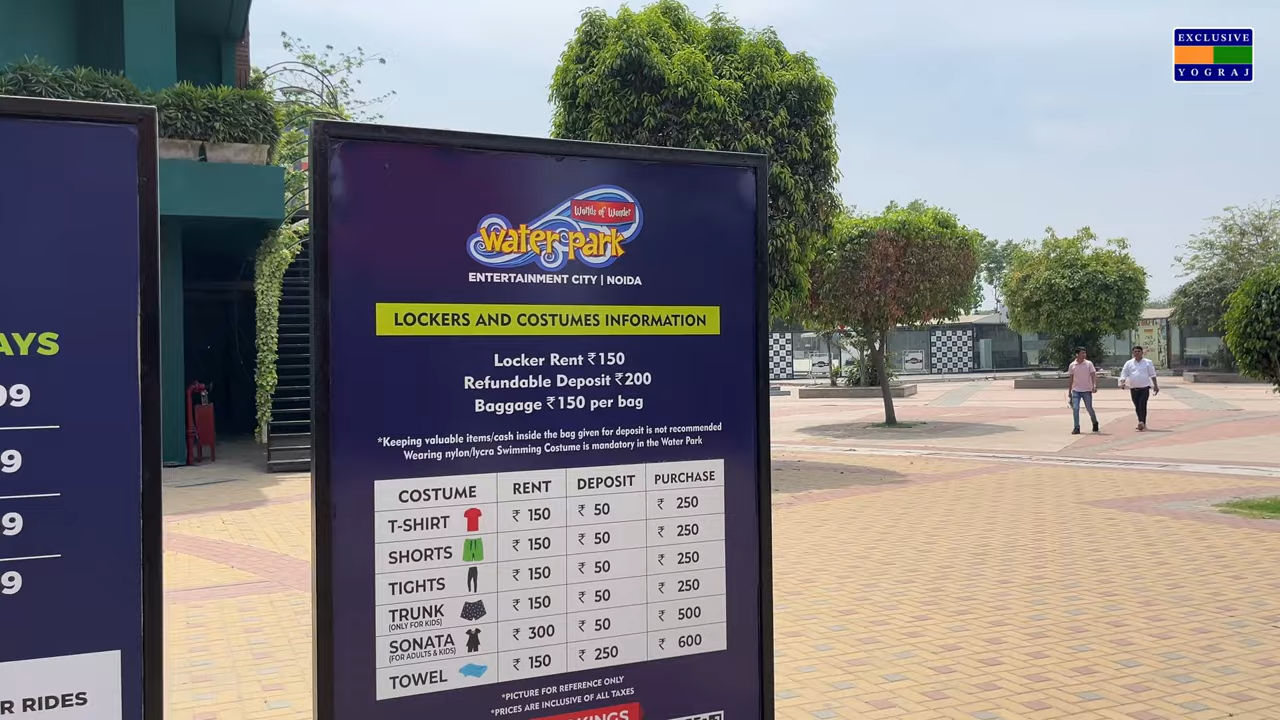 EXCLUSIVE
YOGRAJ
AYS
99
9
9
9
R RIDES
Worlds of Wonder
Water park
ENTERTAINMENT CITY | NOIDA
LOCKERS AND COSTUMES INFORMATION
Locker Rent ₹150
Refundable Deposit ₹200
Baggage ₹150 per bag
*Keeping valuable items/cash inside the bag given for deposit is not recommended
Wearing nylon/lycra Swimming Costume is mandatory in the Water Park
COSTUME RENT DEPOSIT PURCHASE
T-SHIRT ₹ 150 ₹ 50 ₹ 250
SHORTS ₹ 150 ₹ 50 ₹ 250
TIGHTS ₹ 150 ₹ 50 ₹ 250
TRUNK ₹ 150 ₹ 50 ₹ 250
(ONLY FOR KIDS)
SONATA ₹ 300 ₹ 50 ₹ 500
(FOR ADULTS & KIDS)
TOWEL ₹ 150 ₹ 250 ₹ 600
*PICTURE FOR REFERENCE ONLY
*PRICES ARE INCLUSIVE OF ALL TAXES
KINGS